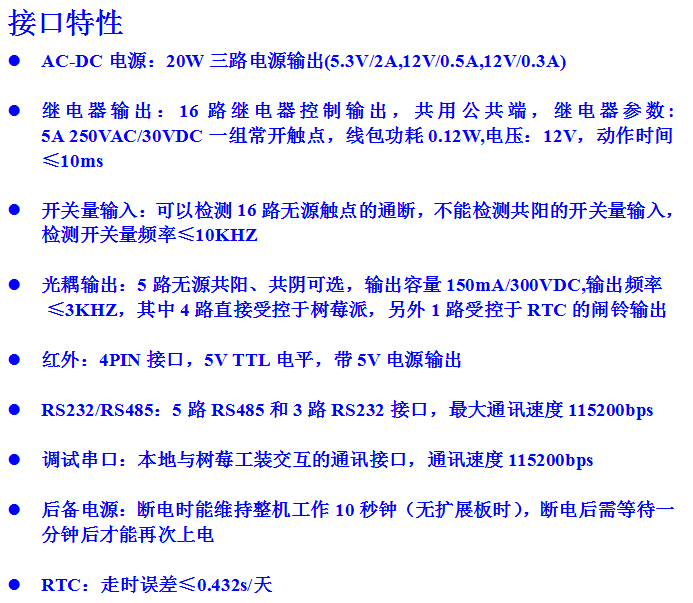 接口特性
● AC-DC 电源：20W 三路电源输出(5.3V/2A,12V/0.5A,12V/0.3A)
● 继电器输出：16 路继电器控制输出，共用公共端，继电器参数:
5A 250VAC/30VDC 一组常开触点，线包功耗 0.12W,电压：12V，动作时间
≤10ms
● 开关量输入：可以检测 16 路无源触点的通断，不能检测共阳的开关量输入，
检测开关量频率≤10KHZ
● 光耦输出：5 路无源共阳、共阴可选，输出容量 150mA/300VDC,输出频率
≤3KHZ，其中 4 路直接受控于树莓派，另外 1 路受控于 RTC 的闹铃输出
● 红外：4PIN 接口，5V TTL 电平，带 5V 电源输出
● RS232/RS485：5 路 RS485 和 3 路 RS232 接口，最大通讯速度 115200bps
● 调试串口：本地与树莓工装交互的通讯接口，通讯速度 115200bps
● 后备电源：断电时能维持整机工作 10 秒钟（无扩展板时），断电后需等待一
分钟后才能再次上电
● RTC：走时误差≤0.432s/天